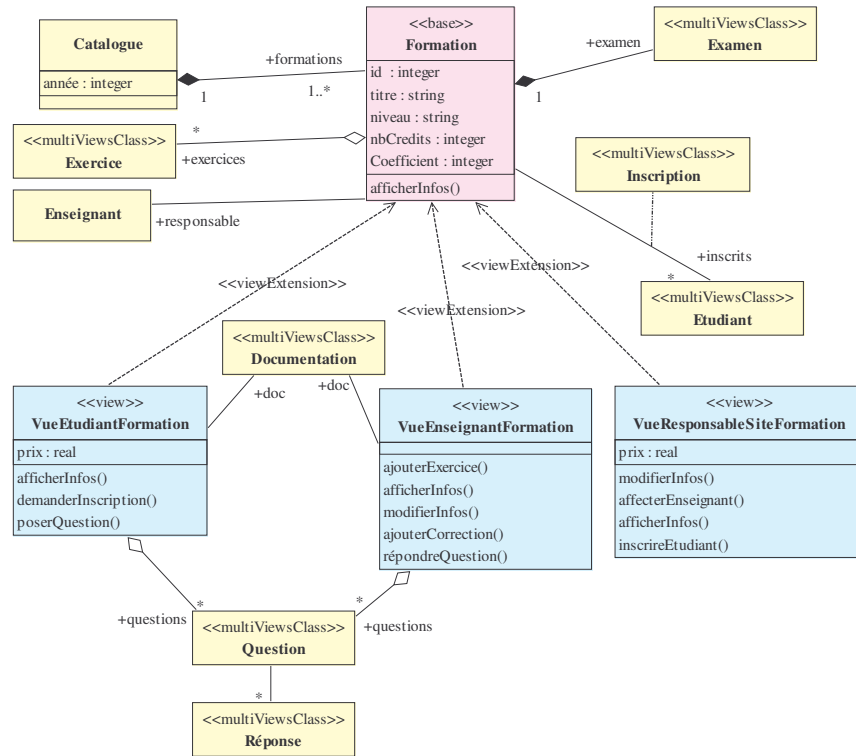 Catalogue
année : integer
1
+formations
1..*
<<base>>
Formation
id : integer
titre : string
niveau : string
nbCredits : integer
Coefficient : integer
afficherInfos()
1
+examen
<<multiViewsClass>>
Examen
<<multiViewsClass>>
Exercice
*
+exercices
Enseignant
+responsable
<<multiViewsClass>>
Inscription
+inscrits
*
<<multiViewsClass>>
Etudiant
<<viewExtension>>
<<viewExtension>>
<<viewExtension>>
<<multiViewsClass>>
Documentation
+doc
+doc
<<view>>
VueEtudiantFormation
prix : real
afficherInfos()
demanderInscription()
poserQuestion()
<<view>>
VueEnseignantFormation
ajouterExercice()
afficherInfos()
modifierInfos()
ajouterCorrection()
répondreQuestion()
<<view>>
VueResponsableSiteFormation
prix : real
modifierInfos()
affecterEnseignant()
afficherInfos()
inscrireEtudiant()
+questions
*
*
+questions
<<multiViewsClass>>
Question
*
<<multiViewsClass>>
Réponse